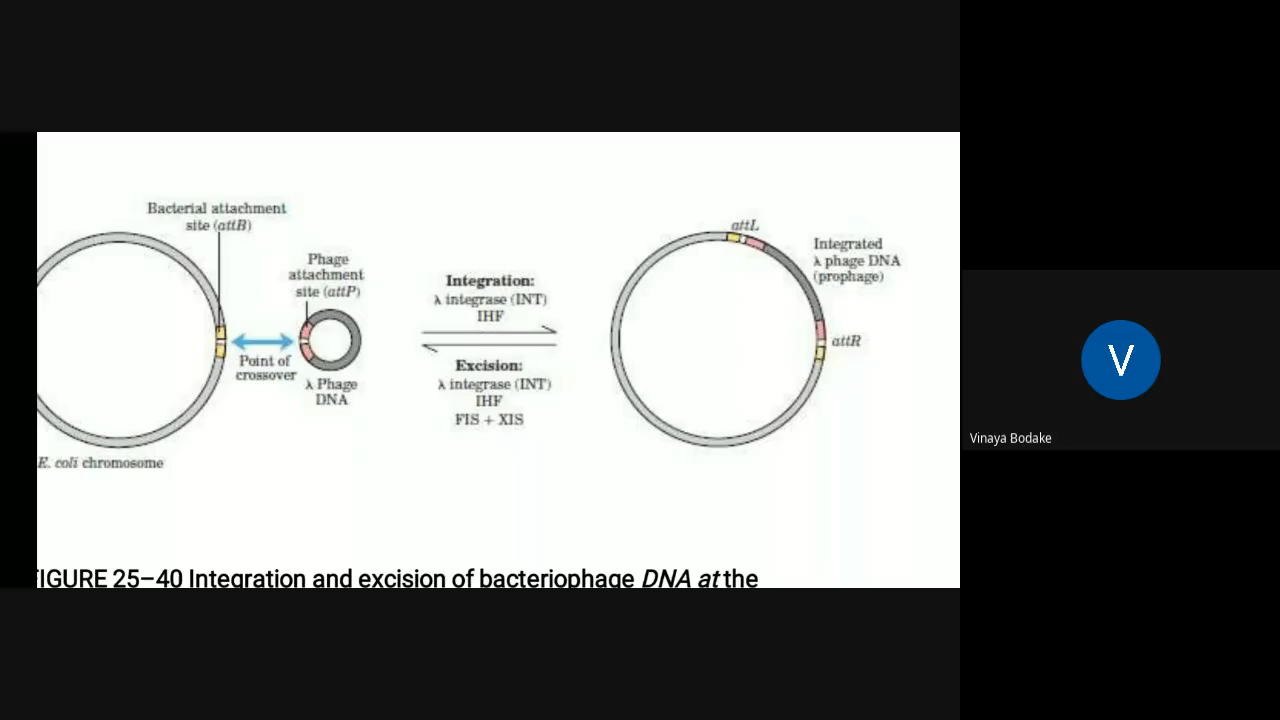 Bacterial attachment
site (attB)
Phage
attachment
site (attP)
Point of
crossover
λ Phage
DNA
E. coli chromosome
Integration:
λ integrase (INT)
IHF
Excision:
λ integrase (INT)
IHF
FIS + XIS
attL
Integrated
λ phage DNA
(prophage)
attR
FIGURE 25–40 Integration and excision of bacteriophage DNA at the
V
Vinaya Bodake